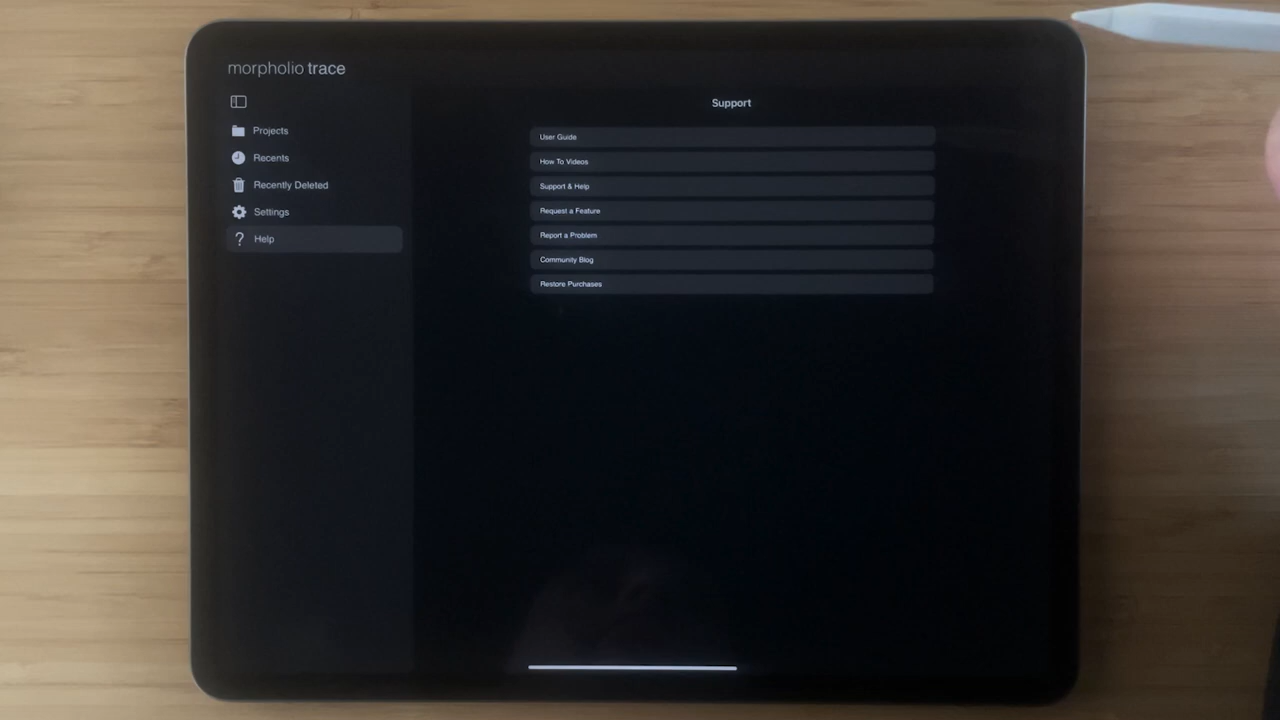 morpholio trace
Projects
Recents
Recently Deleted
Settings
? Help
Support
User Guide
How To Videos
Support & Help
Request a Feature
Report a Problem
Community Blog
Restore Purchases